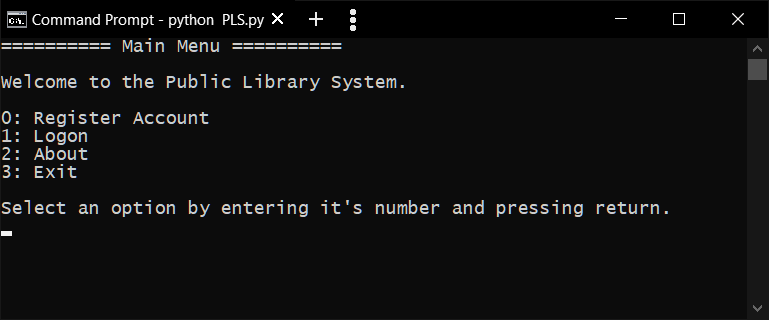 Command Prompt - python  PLS.py
========== Main Menu ==========
Welcome to the Public Library System.
0: Register Account
1: Logon
2: About
3: Exit
Select an option by entering it's number and pressing return.